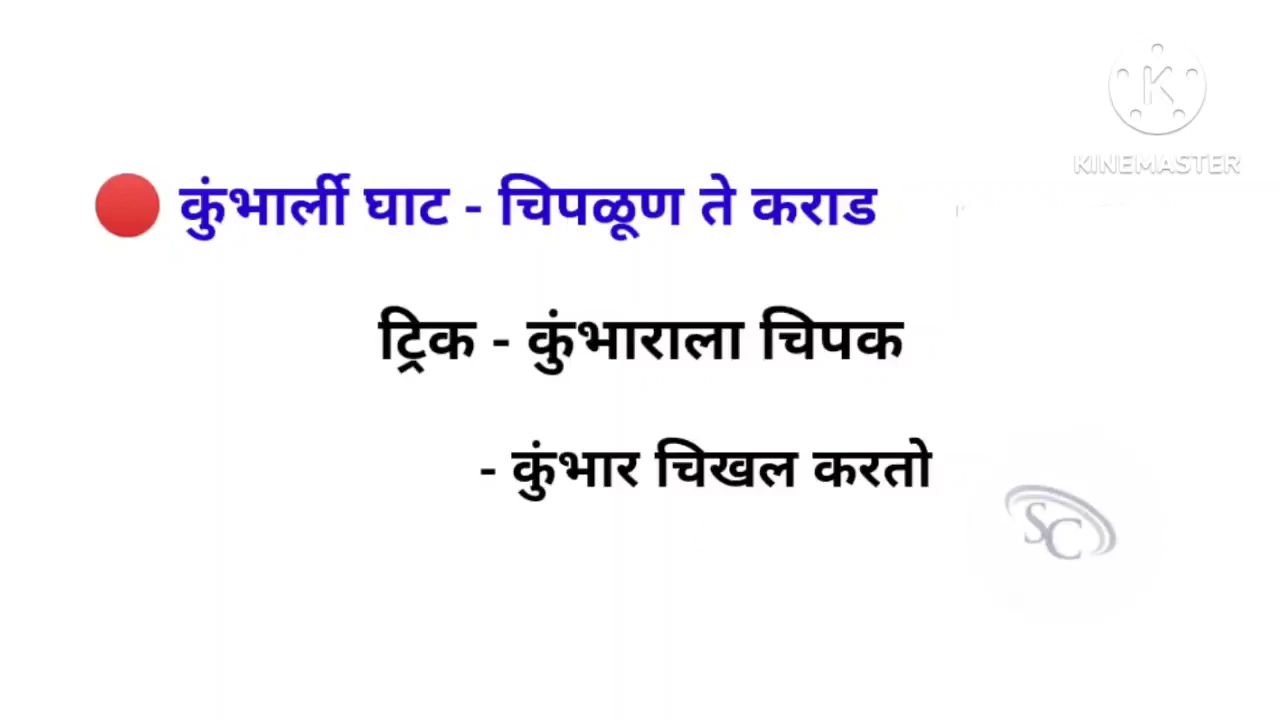 KINEMASTER
🔴 कुंभार्ली घाट - चिपळूण ते कराड
ट्रिक - कुंभाराला चिपक
- कुंभार चिखल करतो
SC